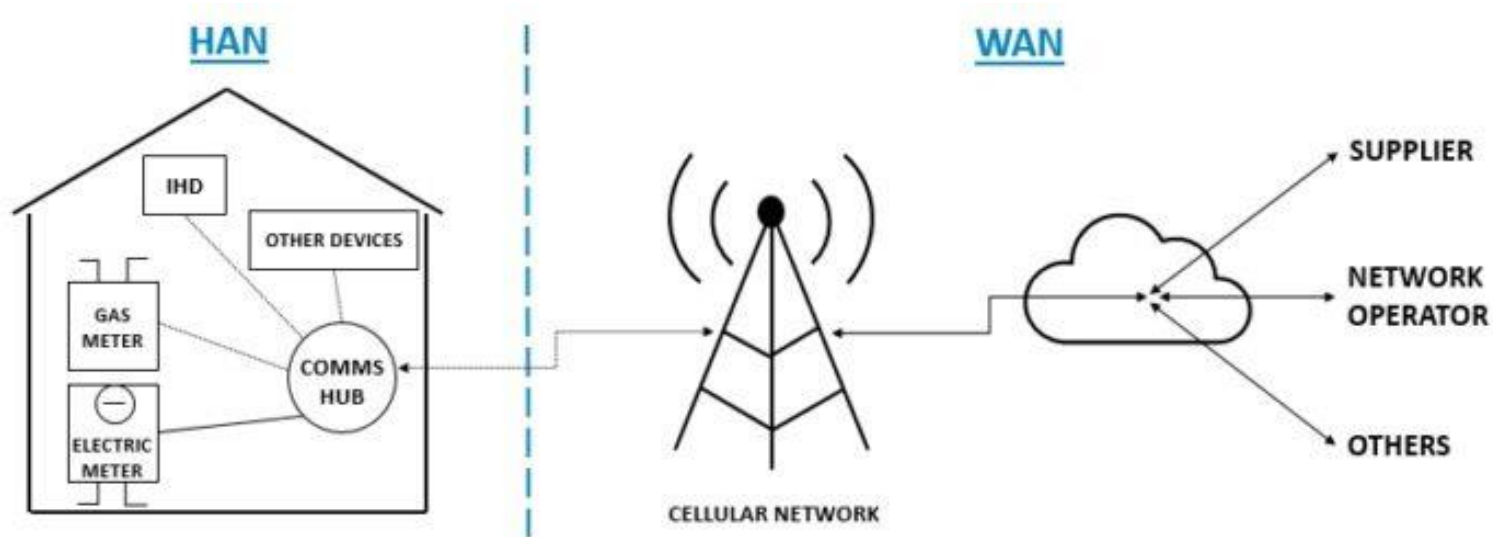 HAN
WAN
IHD
OTHER DEVICES
GAS
METER
COMMS
HUB
ELECTRIC
METER
CELLULAR NETWORK
SUPPLIER
NETWORK
OPERATOR
OTHERS